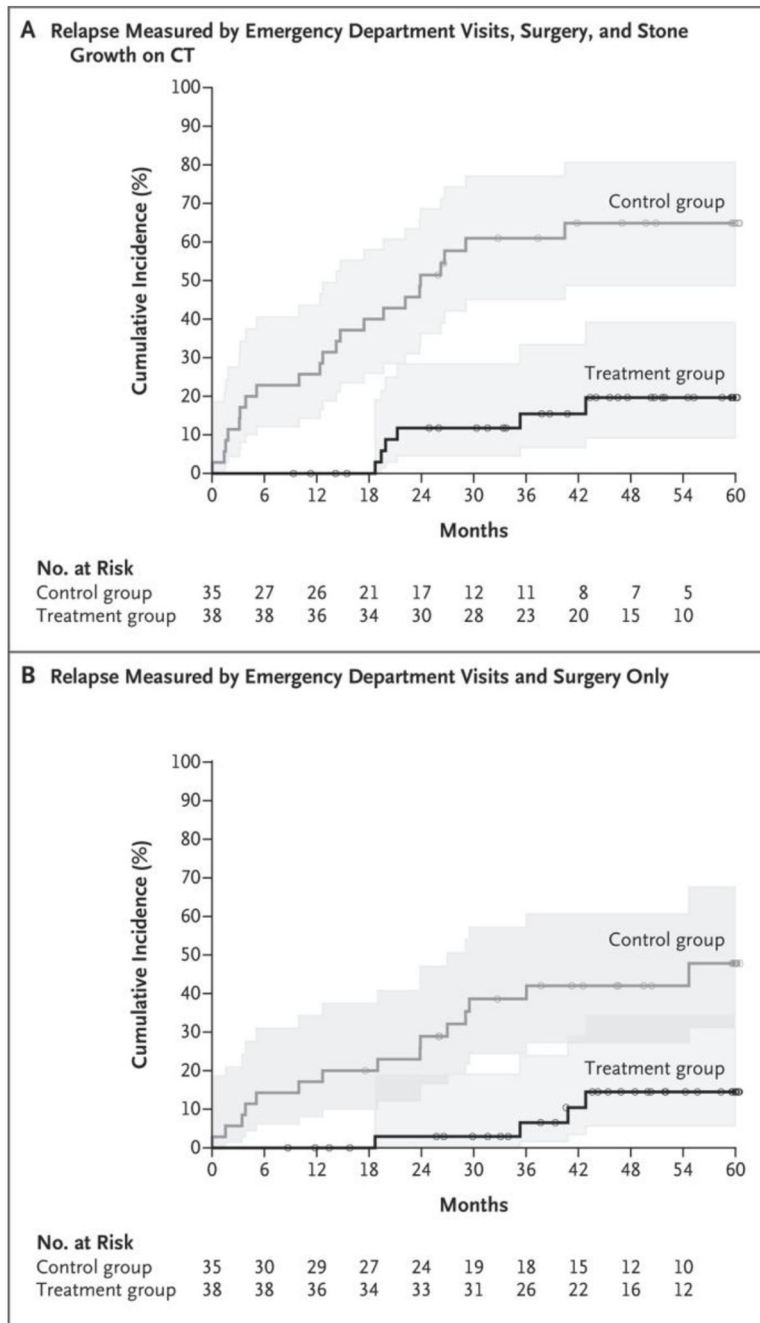 A Relapse Measured by Emergency Department Visits, Surgery, and Stone
Growth on CT
100
90
80
70
60
50
40
30
20
10
0
Cumulative Incidence (%)
Control group
Treatment group
0 6 12 18 24 30 36 42 48 54 60
Months
No. at Risk
Control group 35 27 26 21 17 12 11 8 7 5
Treatment group 38 38 36 34 30 28 23 20 15 10
B Relapse Measured by Emergency Department Visits and Surgery Only
100
90
80
70
60
50
40
30
20
10
0
Cumulative Incidence (%)
Control group
Treatment group
0 6 12 18 24 30 36 42 48 54 60
Months
No. at Risk
Control group 35 30 29 27 24 19 18 15 12 10
Treatment group 38 38 36 34 33 31 26 22 16 12